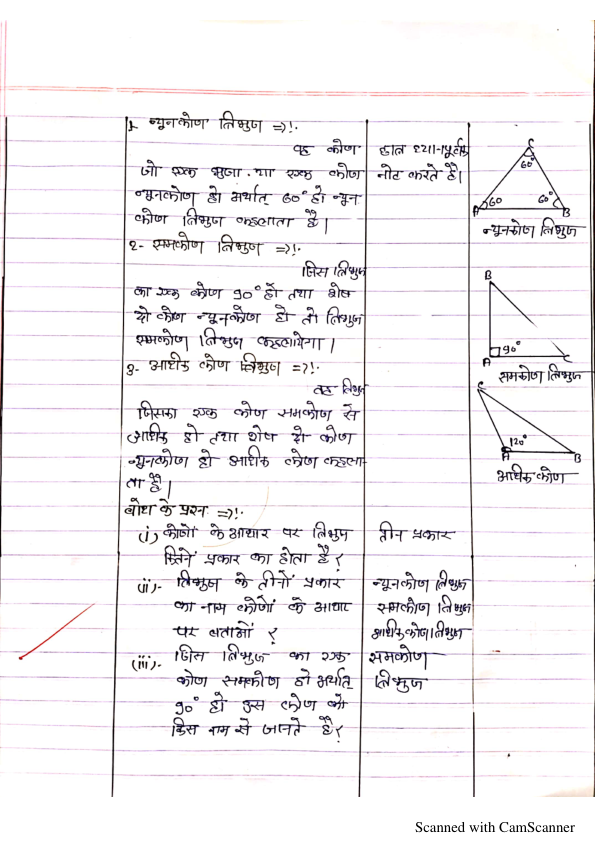 1- न्यूनकोण त्रिभुज =>!-
वह कोण
जो एक भुजा या एक कोण
न्यूनकोण हो अर्थात् 60° हो न्यून
कोण त्रिभुज कहलाता है।
2- समकोण त्रिभुज =>!-
जिस त्रिभुज
का एक कोण 90° हो तथा शेष
दो कोण न्यूनकोण हो तो त्रिभुज
समकोण त्रिभुज कहलायेगा।
3- अधिक कोण त्रिभुज =>!-
वह त्रिभुज
जिसका एक कोण समकोण से
अधिक हो तथा शेष दो कोण
न्यूनकोण हो अधिक कोण कहला-
ता है।
बोध के प्रश्न =>!-
(i) कोणों के आधार पर त्रिभुज
कितने प्रकार का होता है?
(ii)- त्रिभुज के तीनों प्रकार
का नाम कोणों के आधा
पर बताओं ?
(iii)- जिस त्रिभुज का एक
कोण समकोण हो अर्थात्
90° हो उस कोण को
किस नाम से जानते है?
छात्र ध्यानपूर्वक
नोट करते है।
तीन प्रकार
न्यूनकोण त्रिभुज
समकोण त्रिभुज
अधिककोण त्रिभुज
समकोण
त्रिभुज
C
60°
60 60°
A B
न्यूनकोण त्रिभुज
B
90°
A C
समकोण त्रिभुज
C
120°
A B
अधिक कोण
Scanned with CamScanner